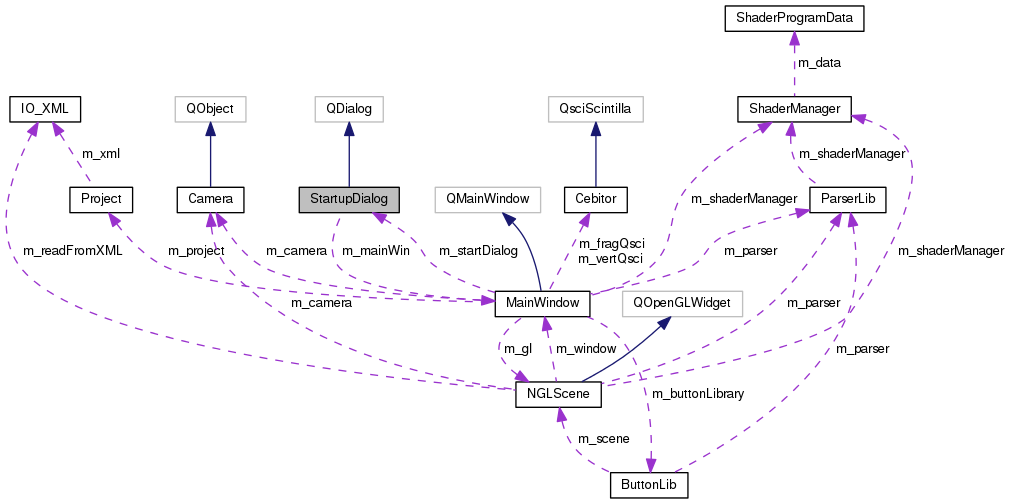 ShaderProgramData
m_data
IO_XML
QObject
QDialog
QsciScintilla
ShaderManager
m_xml
m_shaderManager
Project
Camera
StartupDialog
QMainWindow
Cebitor
m_shaderManager
ParserLib
m_readFromXML
m_project
m_camera
m_mainWin
m_startDialog
m_fragQsci
m_vertQsci
m_parser
m_shaderManager
m_camera
MainWindow
QOpenGLWidget
m_parser
m_gl
m_window
m_parser
NGLScene
m_buttonLibrary
m_scene
ButtonLib